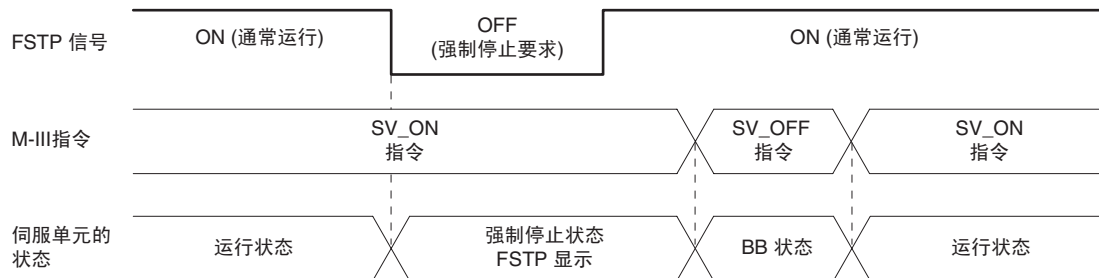 FSTP 信号
ON (通常运行)
OFF
(强制停止要求)
ON (通常运行)
M-III指令
SV_ON
指令
SV_OFF
指令
SV_ON
指令
伺服单元的
状态
运行状态
强制停止状态
FSTP 显示
BB 状态
运行状态